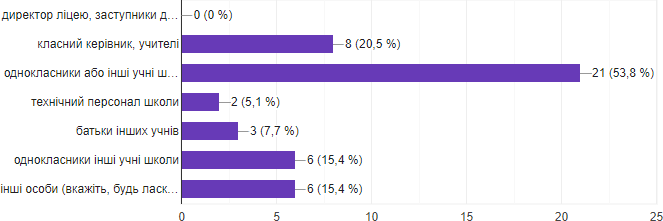 директор ліцею, заступники д…
0 (0 %)
класний керівник, учителі
8 (20,5 %)
однокласники або інші учні ш…
21 (53,8 %)
технічний персонал школи
2 (5,1 %)
батьки інших учнів
3 (7,7 %)
однокласники інші учні школи
6 (15,4 %)
інші особи (вкажіть, будь ласк…
6 (15,4 %)
0 5 10 15 20 25